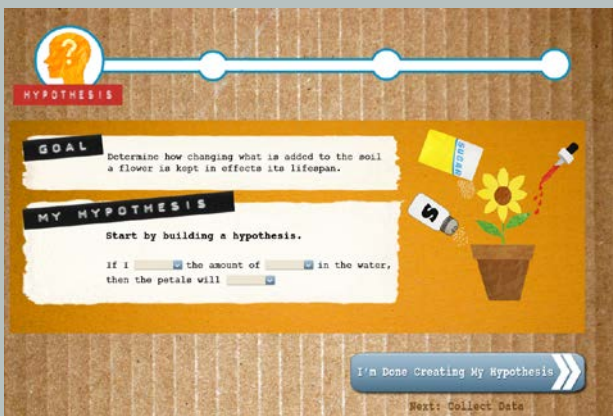 ?
HYPOTHESIS
GOAL
Determine how changing what is added to the soil
a flower is kept in effects its lifespan.
MY HYPOTHESIS
Start by building a hypothesis.
If I the amount of in the water,
then the petals will
SUGAR
S
I'm Done Creating My Hypothesis
Next: Collect Data